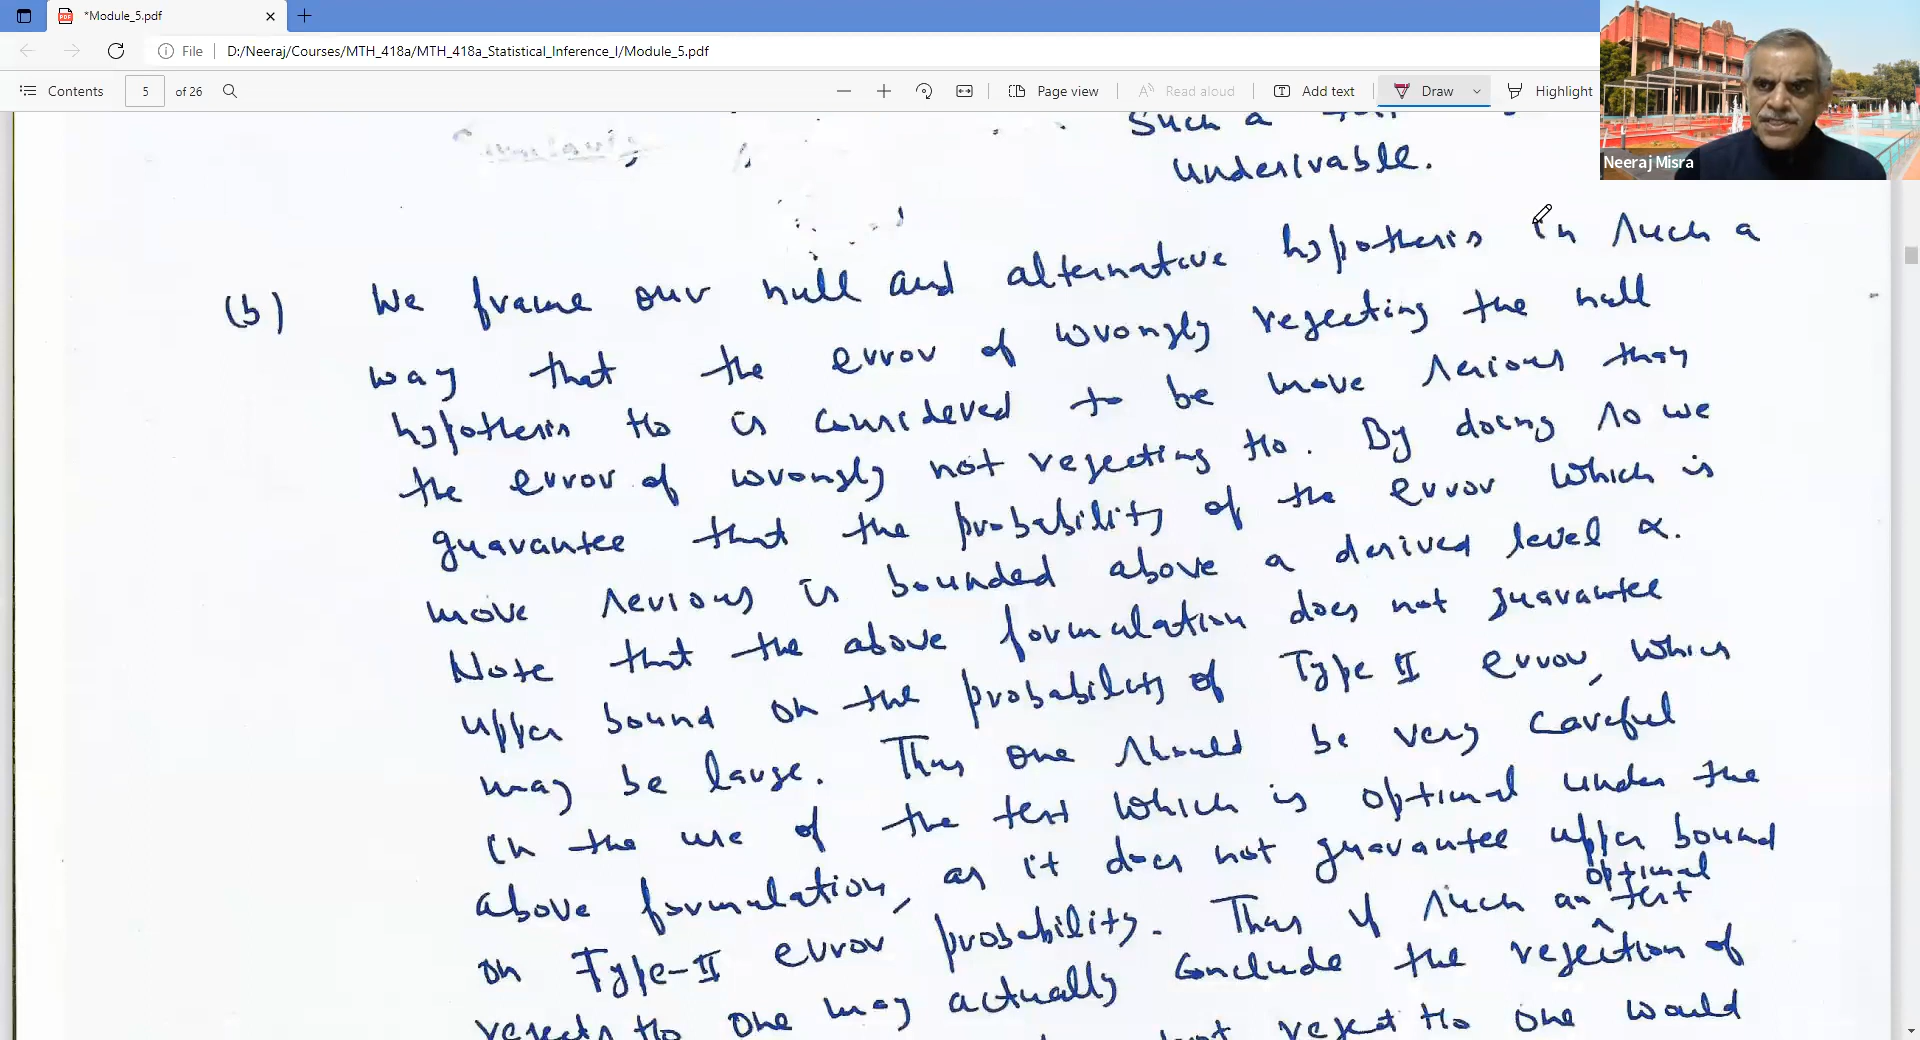 *Module_5.pdf
File D:/Neeraj/Courses/MTH_418a/MTH_418a_Statistical_Inference_I/Module_5.pdf
Contents 5 of 26 Page view Read aloud Add text Draw Highlight
Neeraj Misra
Such a
undesirable.
(b) We frame our null and alternative hypothesis in such a
way that the error of wrongly rejecting the null
hypothesis Ho is considered to be more serious than
the error of wrongly not rejecting Ho. By doing so we
guarantee that the probability of the error which is
more serious is bounded above a desired level α.
Note that the above formulation does not guarantee
upper bound on the probability of Type II error, which
may be large. Thus one should be very careful
in the use of the test which is optimal under the
above formulation, as it does not guarantee upper bound
on Type-II error probability. Thus if such an optimal test
rejects Ho one may actually conclude the rejection of
not reject Ho one would